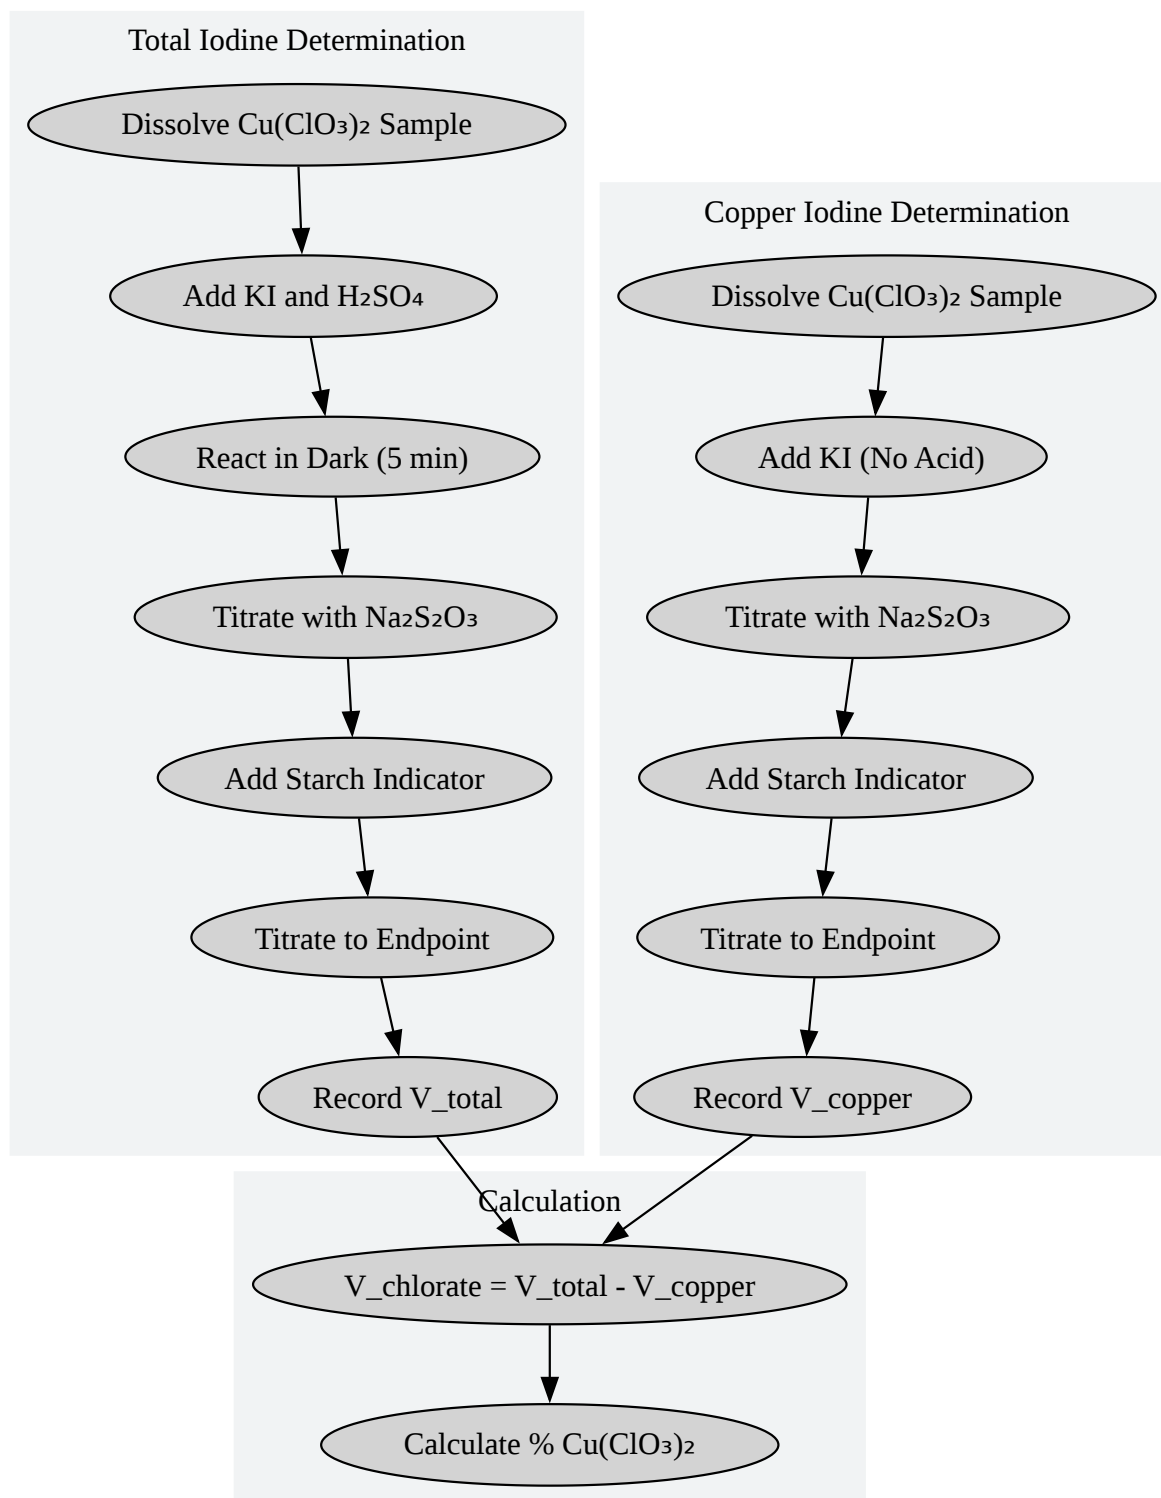 Total Iodine Determination
Dissolve Cu(ClO₃)₂ Sample
Add KI and H₂SO₄
React in Dark (5 min)
Titrate with Na₂S₂O₃
Add Starch Indicator
Titrate to Endpoint
Record V_total
Copper Iodine Determination
Dissolve Cu(ClO₃)₂ Sample
Add KI (No Acid)
Titrate with Na₂S₂O₃
Add Starch Indicator
Titrate to Endpoint
Record V_copper
Calculation
V_chlorate = V_total - V_copper
Calculate % Cu(ClO₃)₂